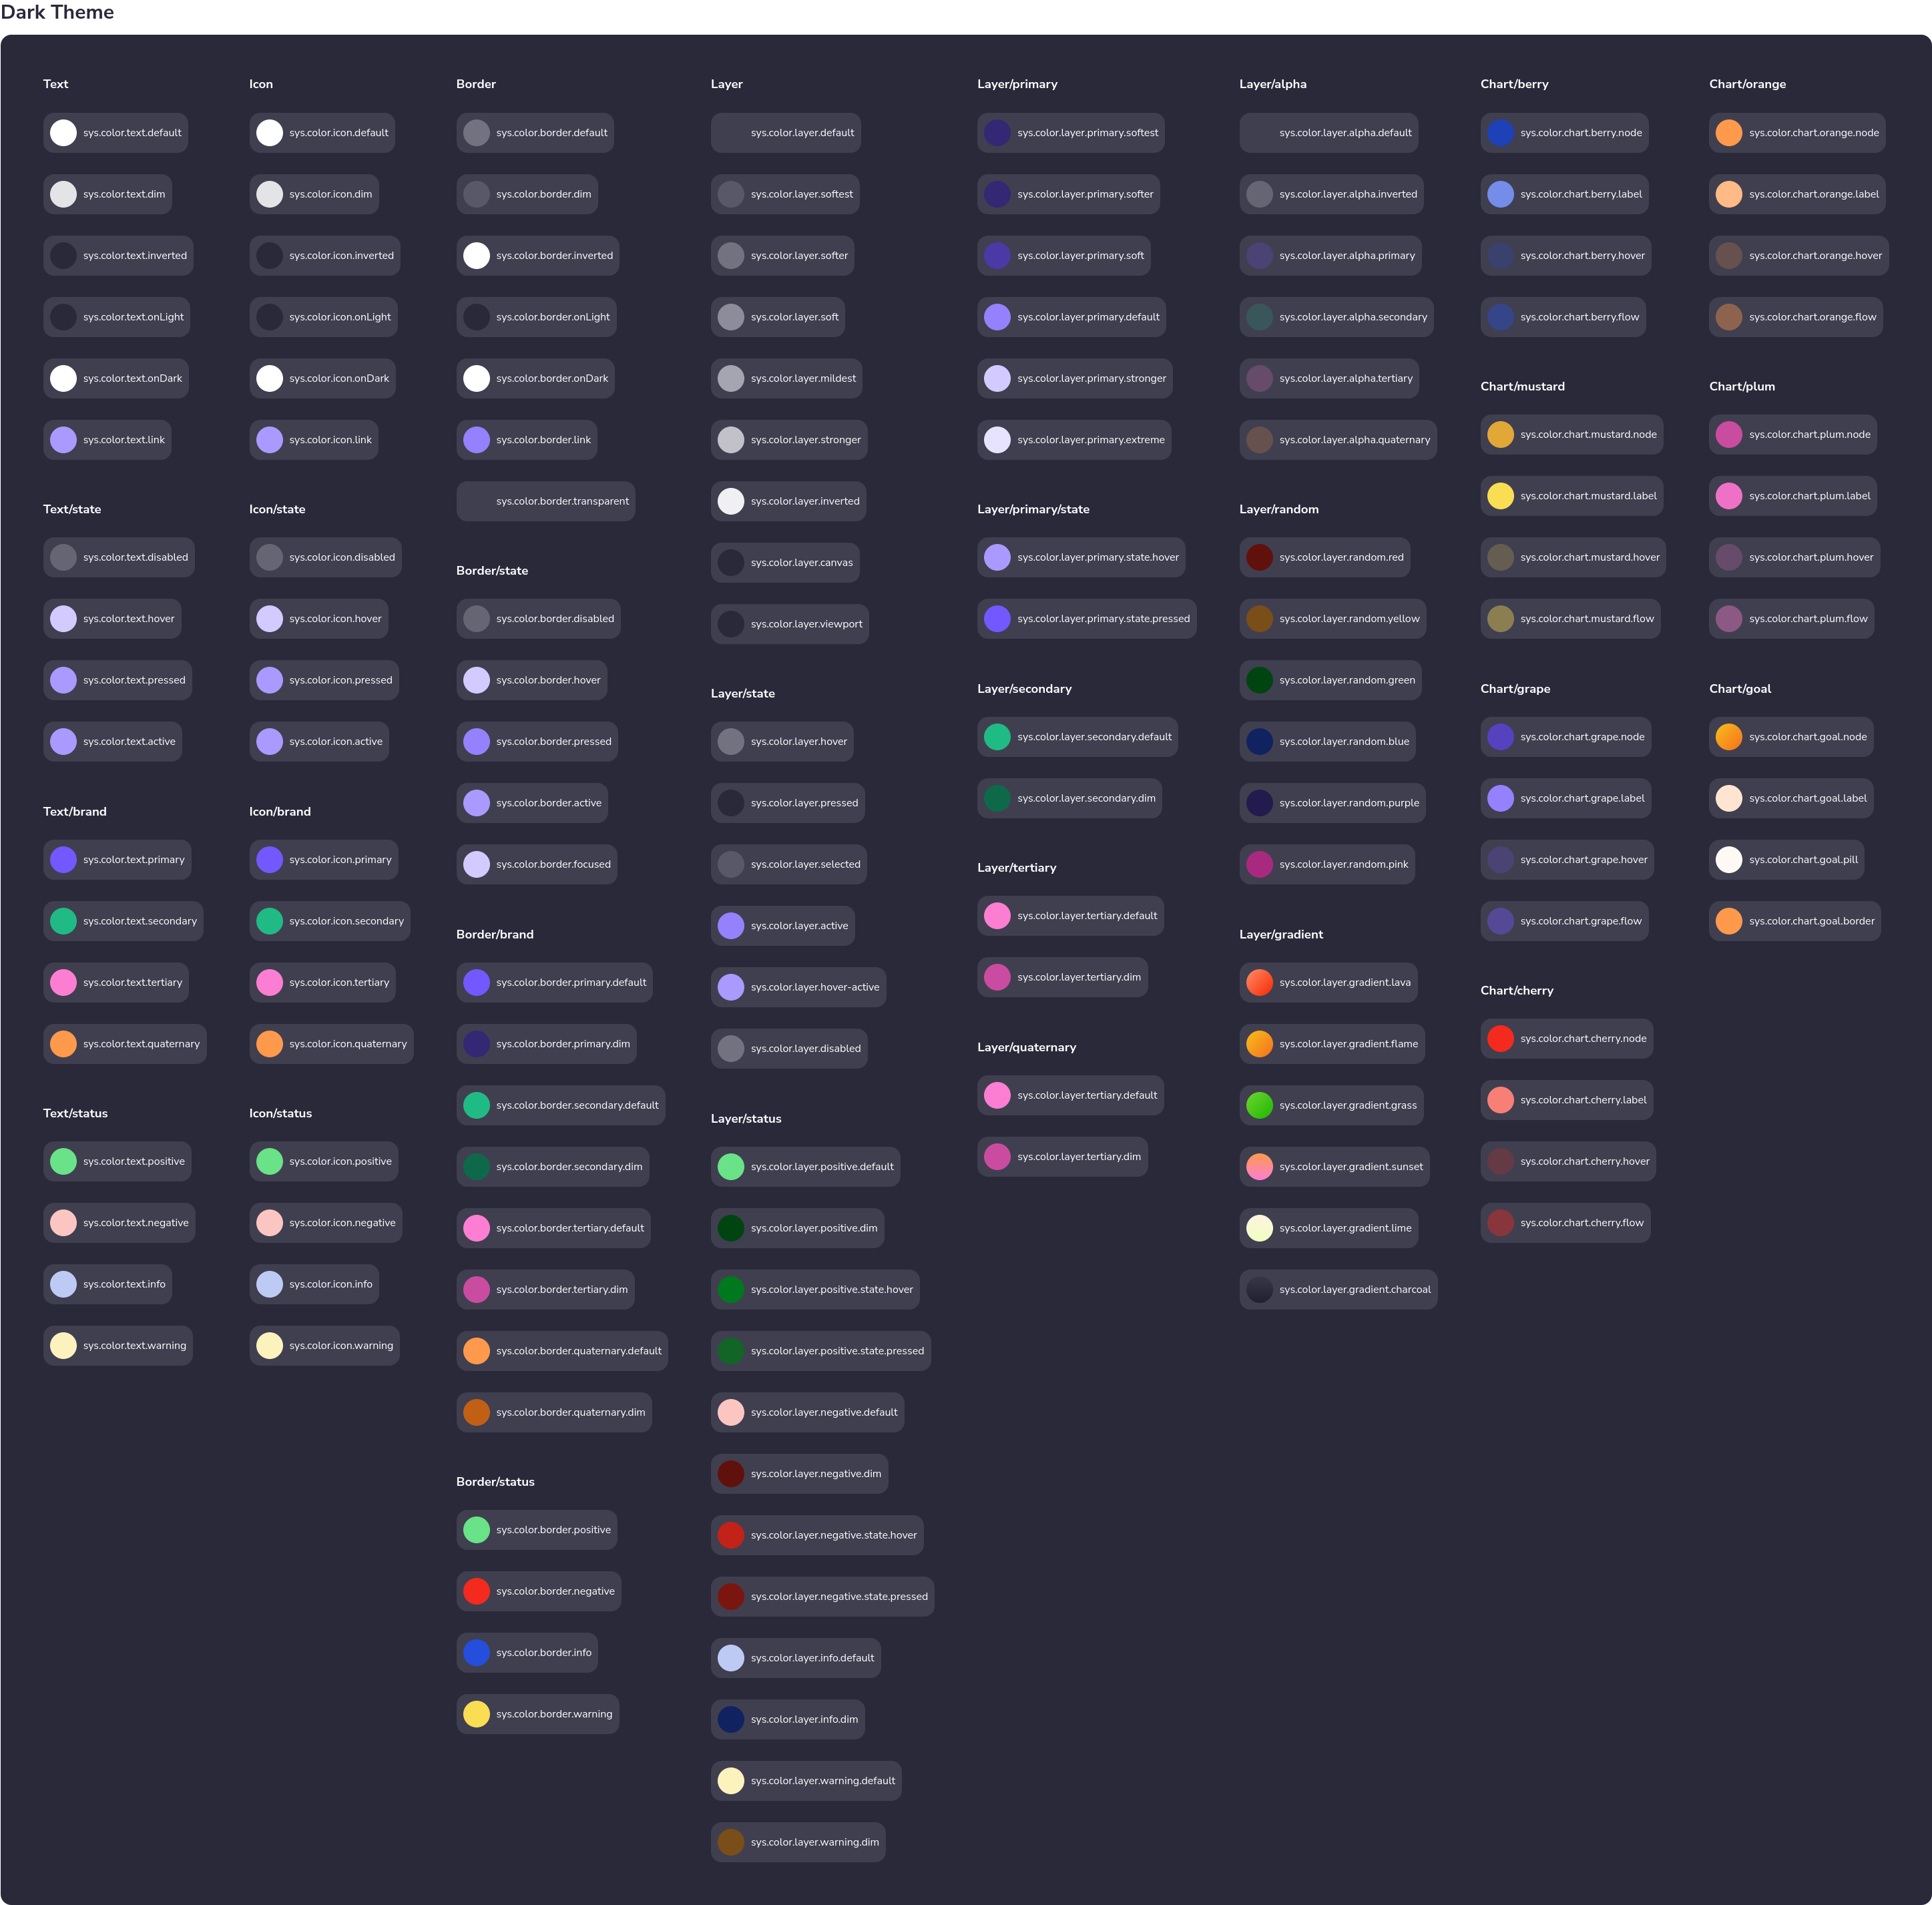 Dark Theme
Text
sys.color.text.default
sys.color.text.dim
sys.color.text.inverted
sys.color.text.onLight
sys.color.text.onDark
sys.color.text.link
Text/state
sys.color.text.disabled
sys.color.text.hover
sys.color.text.pressed
sys.color.text.active
Text/brand
sys.color.text.primary
sys.color.text.secondary
sys.color.text.tertiary
sys.color.text.quaternary
Text/status
sys.color.text.positive
sys.color.text.negative
sys.color.text.info
sys.color.text.warning
Icon
sys.color.icon.default
sys.color.icon.dim
sys.color.icon.inverted
sys.color.icon.onLight
sys.color.icon.onDark
sys.color.icon.link
Icon/state
sys.color.icon.disabled
sys.color.icon.hover
sys.color.icon.pressed
sys.color.icon.active
Icon/brand
sys.color.icon.primary
sys.color.icon.secondary
sys.color.icon.tertiary
sys.color.icon.quaternary
Icon/status
sys.color.icon.positive
sys.color.icon.negative
sys.color.icon.info
sys.color.icon.warning
Border
sys.color.border.default
sys.color.border.dim
sys.color.border.inverted
sys.color.border.onLight
sys.color.border.onDark
sys.color.border.link
sys.color.border.transparent
Border/state
sys.color.border.disabled
sys.color.border.hover
sys.color.border.pressed
sys.color.border.active
sys.color.border.focused
Border/brand
sys.color.border.primary.default
sys.color.border.primary.dim
sys.color.border.secondary.default
sys.color.border.secondary.dim
sys.color.border.tertiary.default
sys.color.border.tertiary.dim
sys.color.border.quaternary.default
sys.color.border.quaternary.dim
Border/status
sys.color.border.positive
sys.color.border.negative
sys.color.border.info
sys.color.border.warning
Layer
sys.color.layer.default
sys.color.layer.softest
sys.color.layer.softer
sys.color.layer.soft
sys.color.layer.mildest
sys.color.layer.stronger
sys.color.layer.inverted
sys.color.layer.canvas
sys.color.layer.viewport
Layer/state
sys.color.layer.hover
sys.color.layer.pressed
sys.color.layer.selected
sys.color.layer.active
sys.color.layer.hover-active
sys.color.layer.disabled
Layer/status
sys.color.layer.positive.default
sys.color.layer.positive.dim
sys.color.layer.positive.state.hover
sys.color.layer.positive.state.pressed
sys.color.layer.negative.default
sys.color.layer.negative.dim
sys.color.layer.negative.state.hover
sys.color.layer.negative.state.pressed
sys.color.layer.info.default
sys.color.layer.info.dim
sys.color.layer.warning.default
sys.color.layer.warning.dim
Layer/primary
sys.color.layer.primary.softest
sys.color.layer.primary.softer
sys.color.layer.primary.soft
sys.color.layer.primary.default
sys.color.layer.primary.stronger
sys.color.layer.primary.extreme
Layer/primary/state
sys.color.layer.primary.state.hover
sys.color.layer.primary.state.pressed
Layer/secondary
sys.color.layer.secondary.default
sys.color.layer.secondary.dim
Layer/tertiary
sys.color.layer.tertiary.default
sys.color.layer.tertiary.dim
Layer/quaternary
sys.color.layer.tertiary.default
sys.color.layer.tertiary.dim
Layer/alpha
sys.color.layer.alpha.default
sys.color.layer.alpha.inverted
sys.color.layer.alpha.primary
sys.color.layer.alpha.secondary
sys.color.layer.alpha.tertiary
sys.color.layer.alpha.quaternary
Layer/random
sys.color.layer.random.red
sys.color.layer.random.yellow
sys.color.layer.random.green
sys.color.layer.random.blue
sys.color.layer.random.purple
sys.color.layer.random.pink
Layer/gradient
sys.color.layer.gradient.lava
sys.color.layer.gradient.flame
sys.color.layer.gradient.grass
sys.color.layer.gradient.sunset
sys.color.layer.gradient.lime
sys.color.layer.gradient.charcoal
Chart/berry
sys.color.chart.berry.node
sys.color.chart.berry.label
sys.color.chart.berry.hover
sys.color.chart.berry.flow
Chart/mustard
sys.color.chart.mustard.node
sys.color.chart.mustard.label
sys.color.chart.mustard.hover
sys.color.chart.mustard.flow
Chart/grape
sys.color.chart.grape.node
sys.color.chart.grape.label
sys.color.chart.grape.hover
sys.color.chart.grape.flow
Chart/cherry
sys.color.chart.cherry.node
sys.color.chart.cherry.label
sys.color.chart.cherry.hover
sys.color.chart.cherry.flow
Chart/orange
sys.color.chart.orange.node
sys.color.chart.orange.label
sys.color.chart.orange.hover
sys.color.chart.orange.flow
Chart/plum
sys.color.chart.plum.node
sys.color.chart.plum.label
sys.color.chart.plum.hover
sys.color.chart.plum.flow
Chart/goal
sys.color.chart.goal.node
sys.color.chart.goal.label
sys.color.chart.goal.pill
sys.color.chart.goal.border